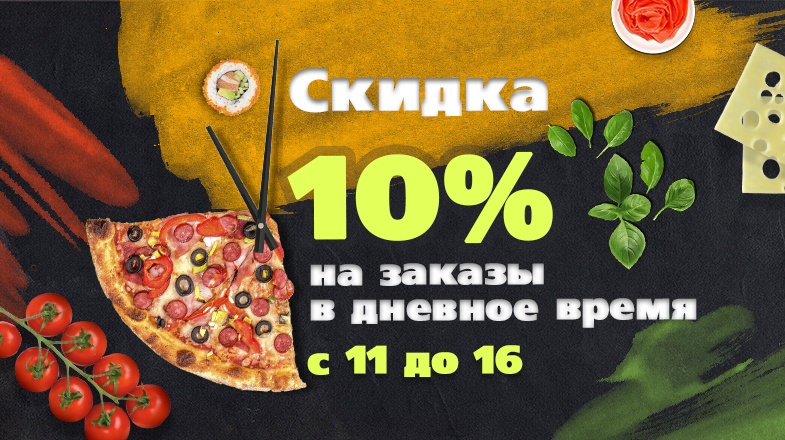 Скидка
10%
на заказы
в дневное время
с 11 до 16